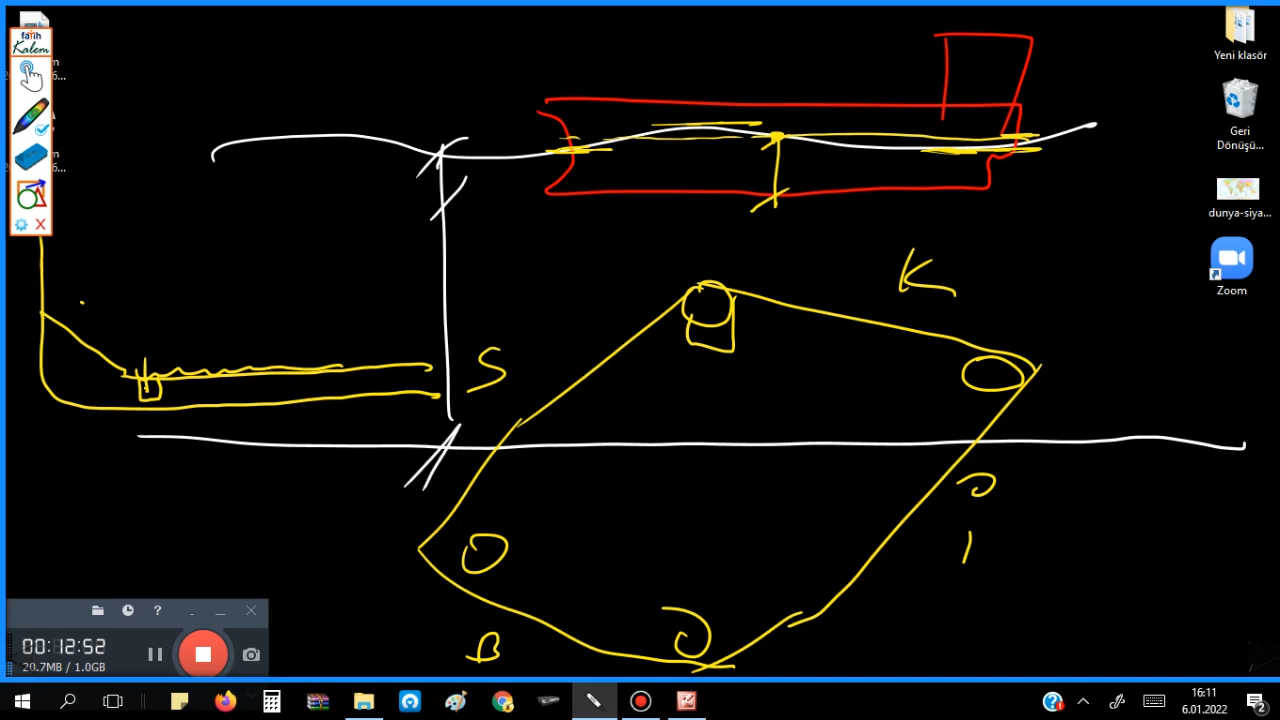 fatih
Kalem
Yeni klasör
Geri
Dönüşü...
dunya-siya...
Zoom
K
S
B
00:12:52
20.7MB / 1.0GB
16:11
6.01.2022
2